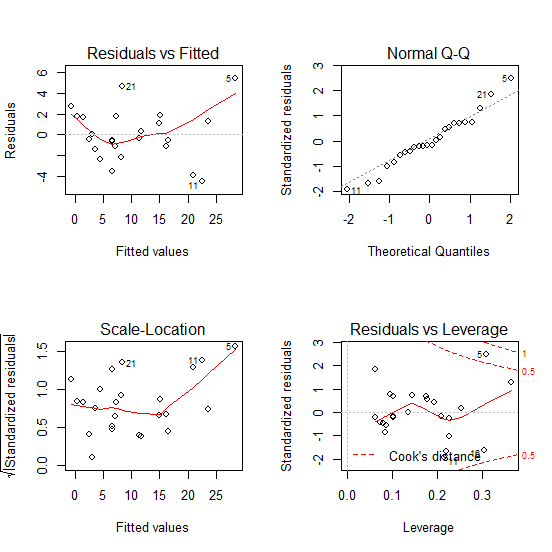 Residuals vs Fitted
Residuals
6
4
2
0
-4
21
5
11
0 5 10 15 20 25
Fitted values
Normal Q-Q
Standardized residuals
3
2
1
0
-1
-2
5
21
11
-2 -1 0 1 2
Theoretical Quantiles
Scale-Location
√|Standardized residuals|
1.5
1.0
0.5
0.0
21
11
5
0 5 10 15 20 25
Fitted values
Residuals vs Leverage
Standardized residuals
3
2
1
0
-1
-2
5
1
0.5
0.5
Cook's distance
11
0.0 0.1 0.2 0.3
Leverage